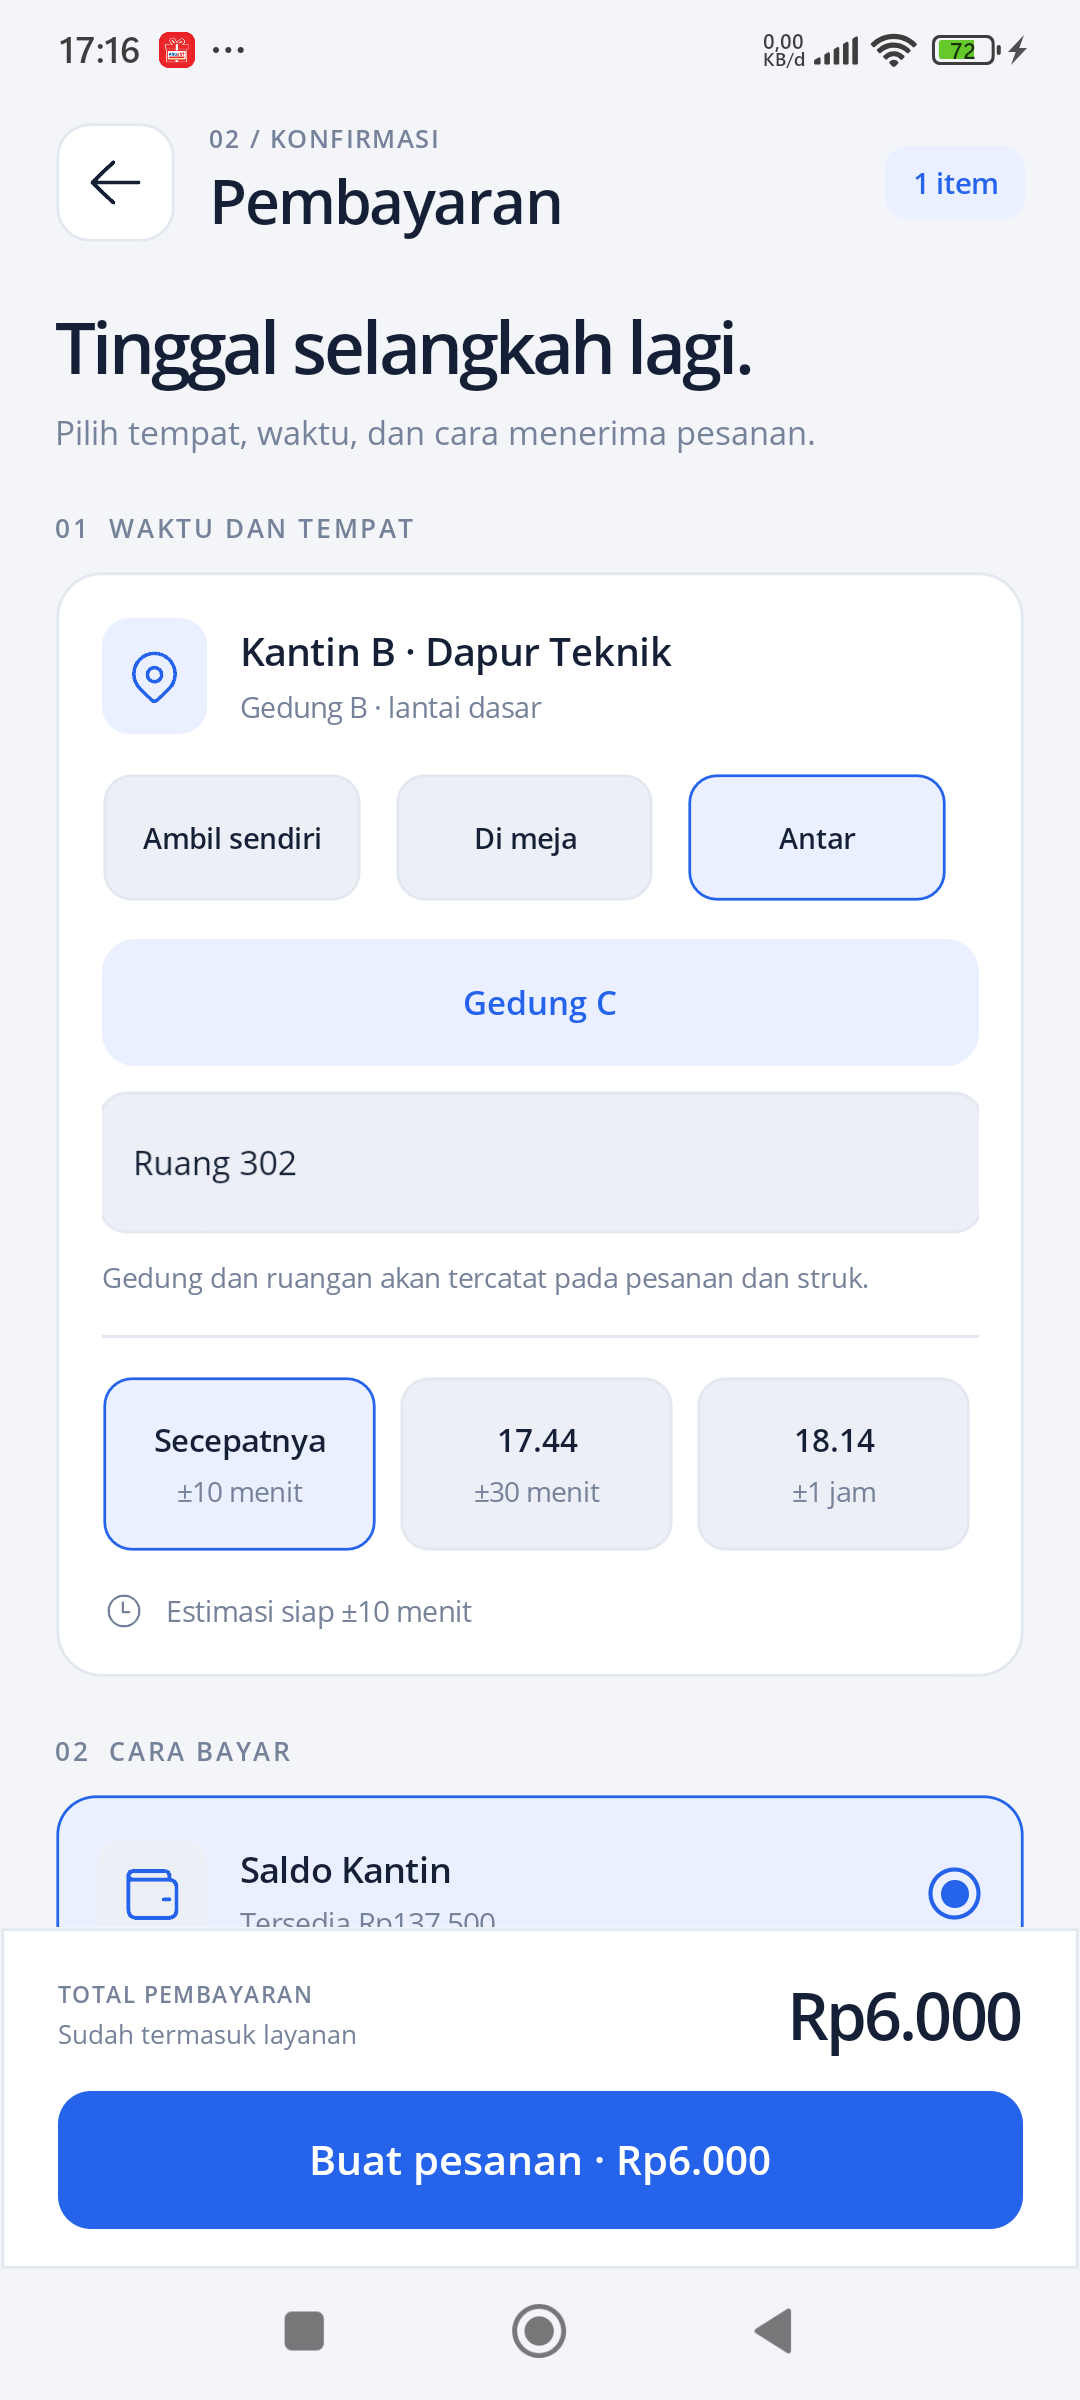 17:16
0,00
KB/d
72
02 / KONFIRMASI
Pembayaran
1 item
Tinggal selangkah lagi.
Pilih tempat, waktu, dan cara menerima pesanan.
01 WAKTU DAN TEMPAT
Kantin B · Dapur Teknik
Gedung B · lantai dasar
Ambil sendiri
Di meja
Antar
Gedung C
Ruang 302
Gedung dan ruangan akan tercatat pada pesanan dan struk.
Secepatnya
±10 menit
17.44
±30 menit
18.14
±1 jam
Estimasi siap ±10 menit
02 CARA BAYAR
Saldo Kantin
Tersedia Rp137.500
TOTAL PEMBAYARAN
Sudah termasuk layanan
Rp6.000
Buat pesanan · Rp6.000